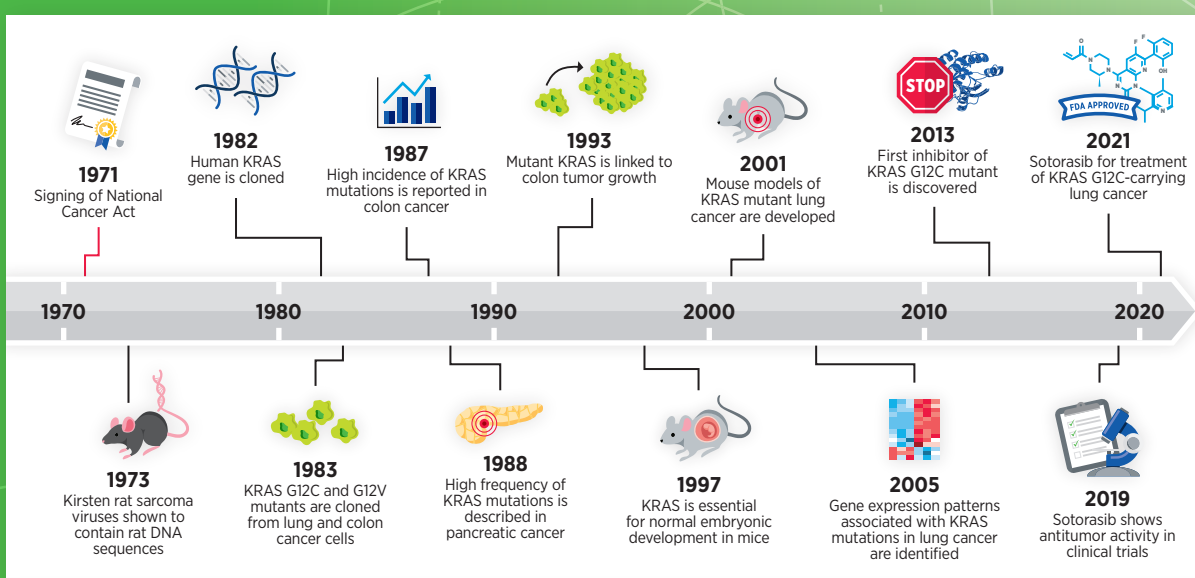 1971
Signing of National
Cancer Act
1982
Human KRAS
gene is cloned
1987
High incidence of KRAS
mutations is reported in
colon cancer
1993
Mutant KRAS is linked to
colon tumor growth
2001
Mouse models of
KRAS mutant lung
cancer are developed
STOP
2013
First inhibitor of
KRAS G12C mutant
is discovered
O
N
N
F
F
OH
N
N
N
O
N
FDA APPROVED
2021
Sotorasib for treatment
of KRAS G12C-carrying
lung cancer
1970
1980
1990
2000
2010
2020
1973
Kirsten rat sarcoma
viruses shown to
contain rat DNA
sequences
1983
KRAS G12C and G12V
mutants are cloned
from lung and colon
cancer cells
1988
High frequency of
KRAS mutations is
described in
pancreatic cancer
1997
KRAS is essential
for normal embryonic
development in mice
2005
Gene expression patterns
associated with KRAS
mutations in lung cancer
are identified
2019
Sotorasib shows
antitumor activity in
clinical trials